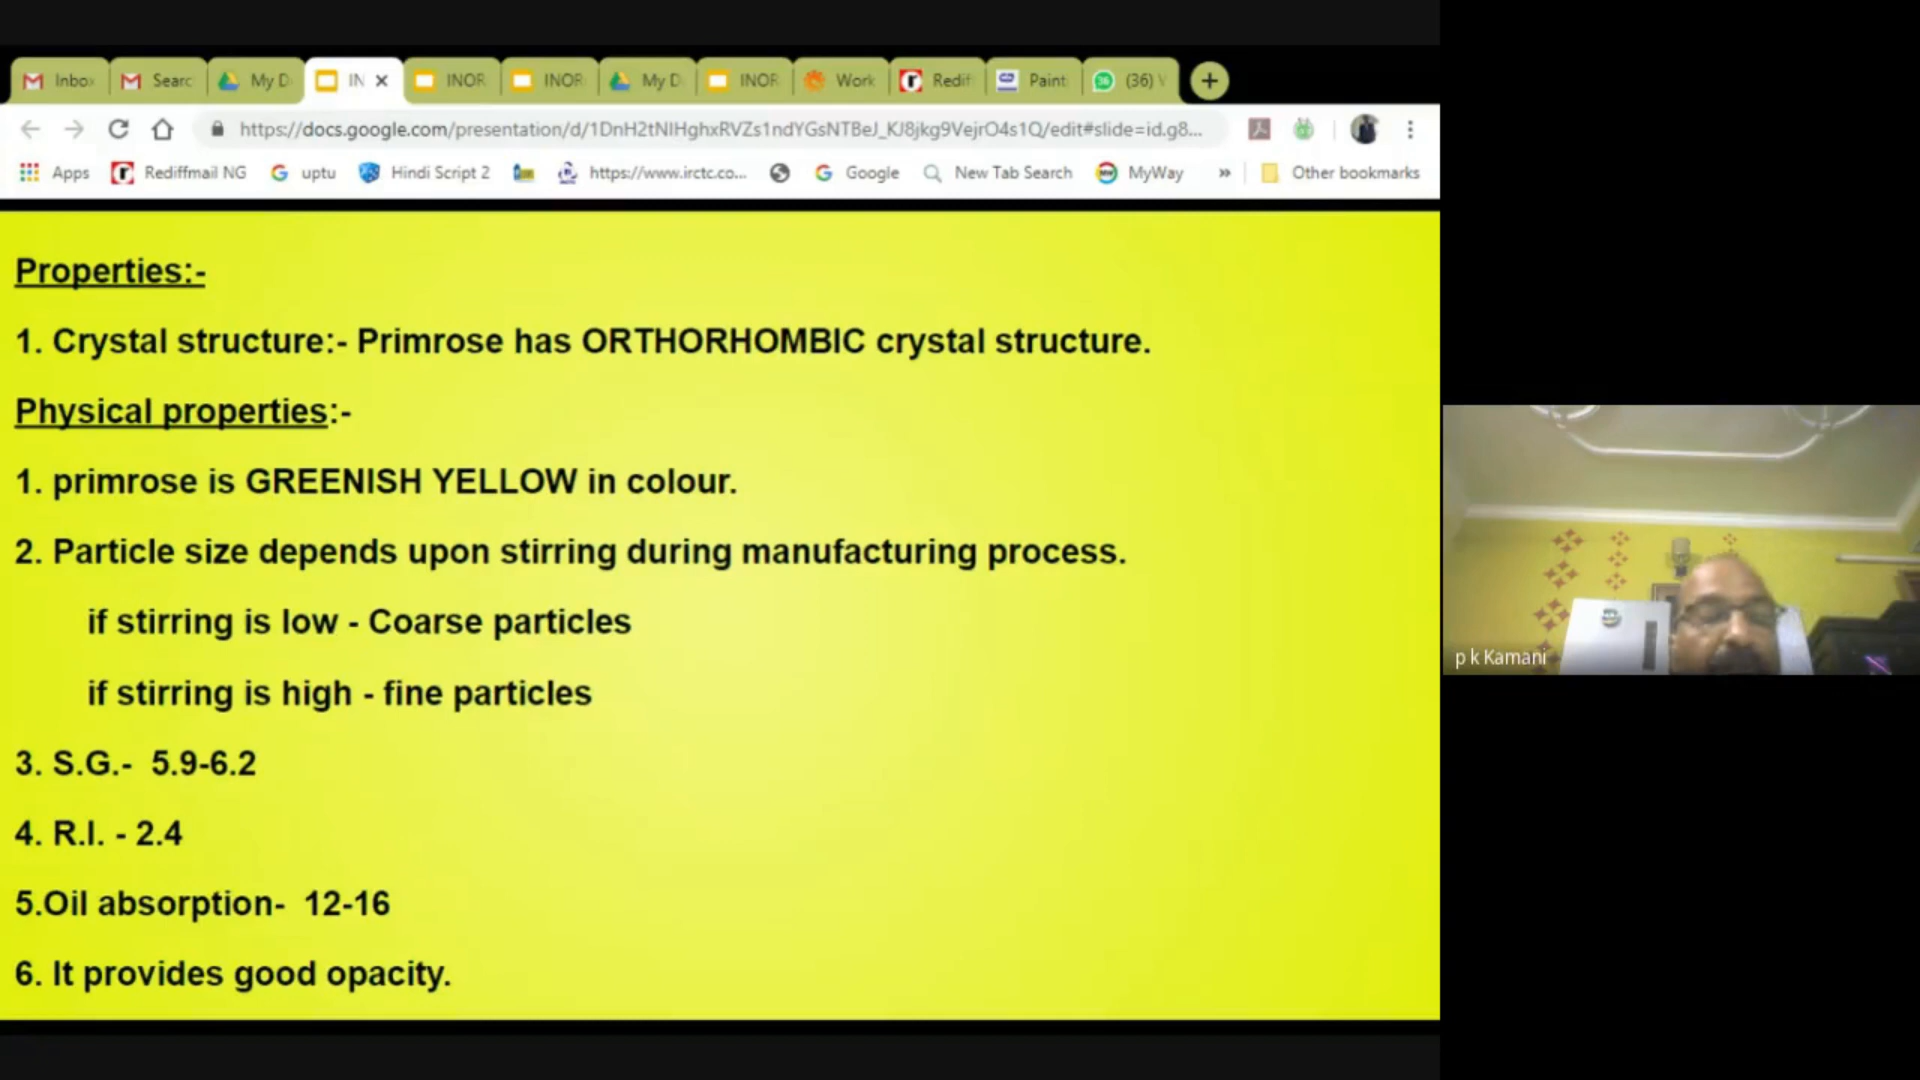 Inbox
Searc
My D
IN
INOR
INOR
My D
INOR
Work
Redif
Paint
(36) V
https://docs.google.com/presentation/d/1DnH2tNIHghxRVZs1ndYGsNTBeJ_KJ8jkg9VejrO4s1Q/edit#slide=id.g8...
Apps
Rediffmail NG
uptu
Hindi Script 2
https://www.irctc.co...
Google
New Tab Search
MyWay
»
Other bookmarks
Properties:-
1. Crystal structure:- Primrose has ORTHORHOMBIC crystal structure.
Physical properties:-
1. primrose is GREENISH YELLOW in colour.
2. Particle size depends upon stirring during manufacturing process.
if stirring is low - Coarse particles
if stirring is high - fine particles
3. S.G.- 5.9-6.2
4. R.I. - 2.4
5.Oil absorption- 12-16
6. It provides good opacity.
p k Kamani